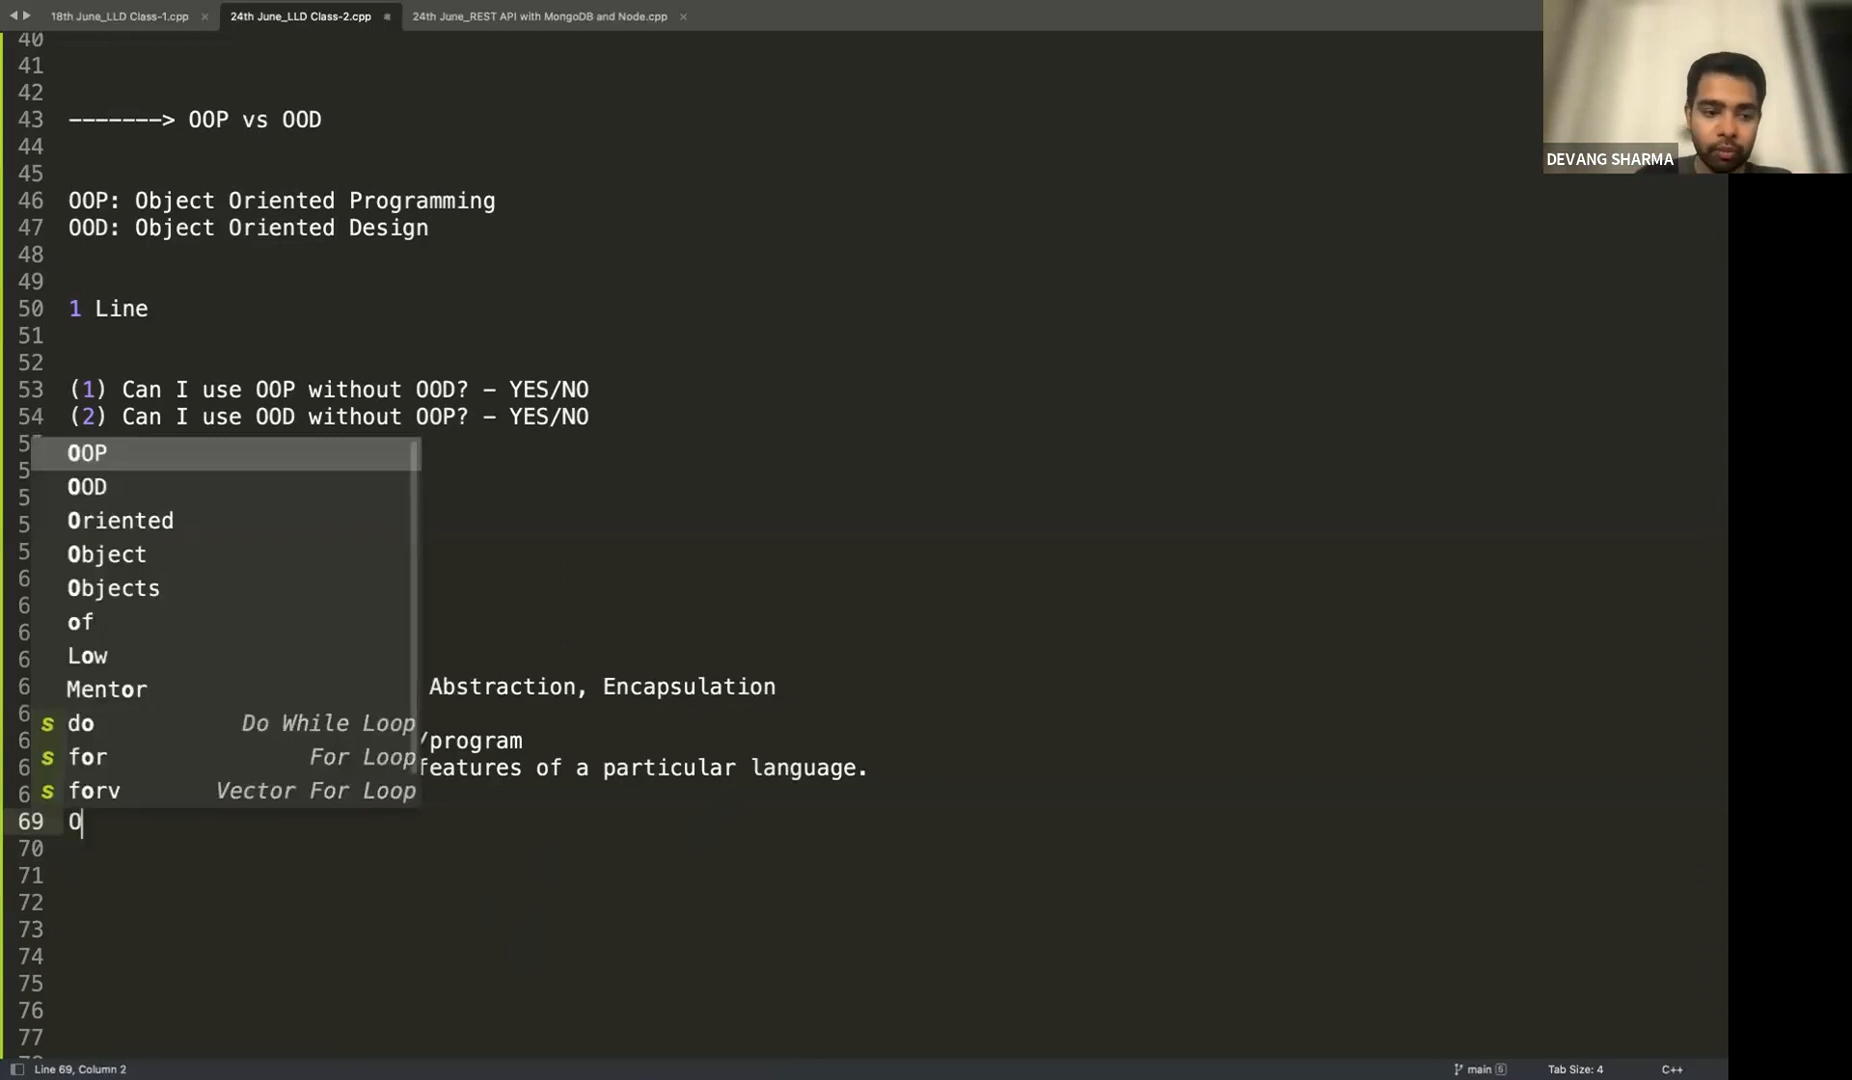 18th June_LLD Class-1.cpp
24th June_LLD Class-2.cpp
24th June_REST API with MongoDB and Node.cpp
DEVANG SHARMA
40
41
42
43 -------> OOP vs OOD
44
45
46 OOP: Object Oriented Programming
47 OOD: Object Oriented Design
48
49
50 1 Line
51
52
53 (1) Can I use OOP without OOD? - YES/NO
54 (2) Can I use OOD without OOP? - YES/NO
OOP
OOD
Oriented
Object
Objects
of
Low
Mentor
Abstraction, Encapsulation
s do Do While Loop
/program
s for For Loop
features of a particular language.
s forv Vector For Loop
69 O
70
71
72
73
74
75
76
77
Line 69, Column 2
main 5
Tab Size: 4
C++